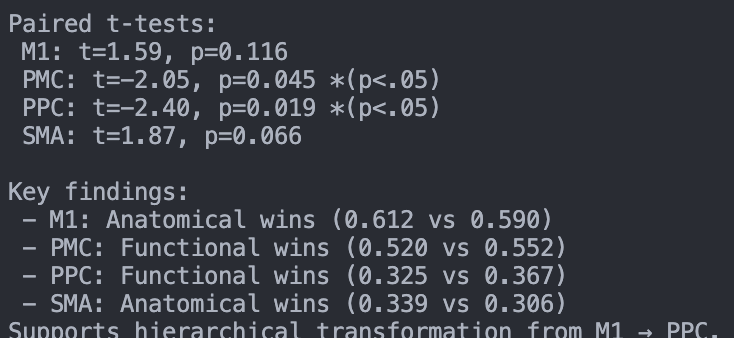 Paired t-tests:
M1: t=1.59, p=0.116
PMC: t=−2.05, p=0.045 *(p<.05)
PPC: t=−2.40, p=0.019 *(p<.05)
SMA: t=1.87, p=0.066
Key findings:
− M1: Anatomical wins (0.612 vs 0.590)
− PMC: Functional wins (0.520 vs 0.552)
− PPC: Functional wins (0.325 vs 0.367)
− SMA: Anatomical wins (0.339 vs 0.306)
Supports hierarchical transformation from M1 → PPC.